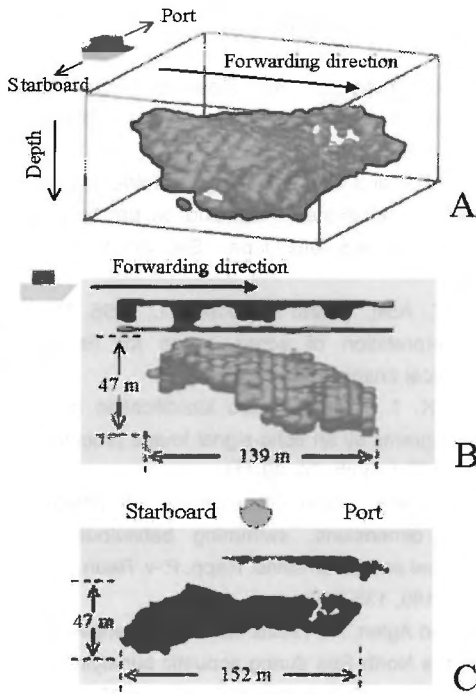 Port
Starboard
Forwarding direction
Depth
A
Forwarding direction
47 m
139 m
B
Starboard
Port
47 m
152 m
C